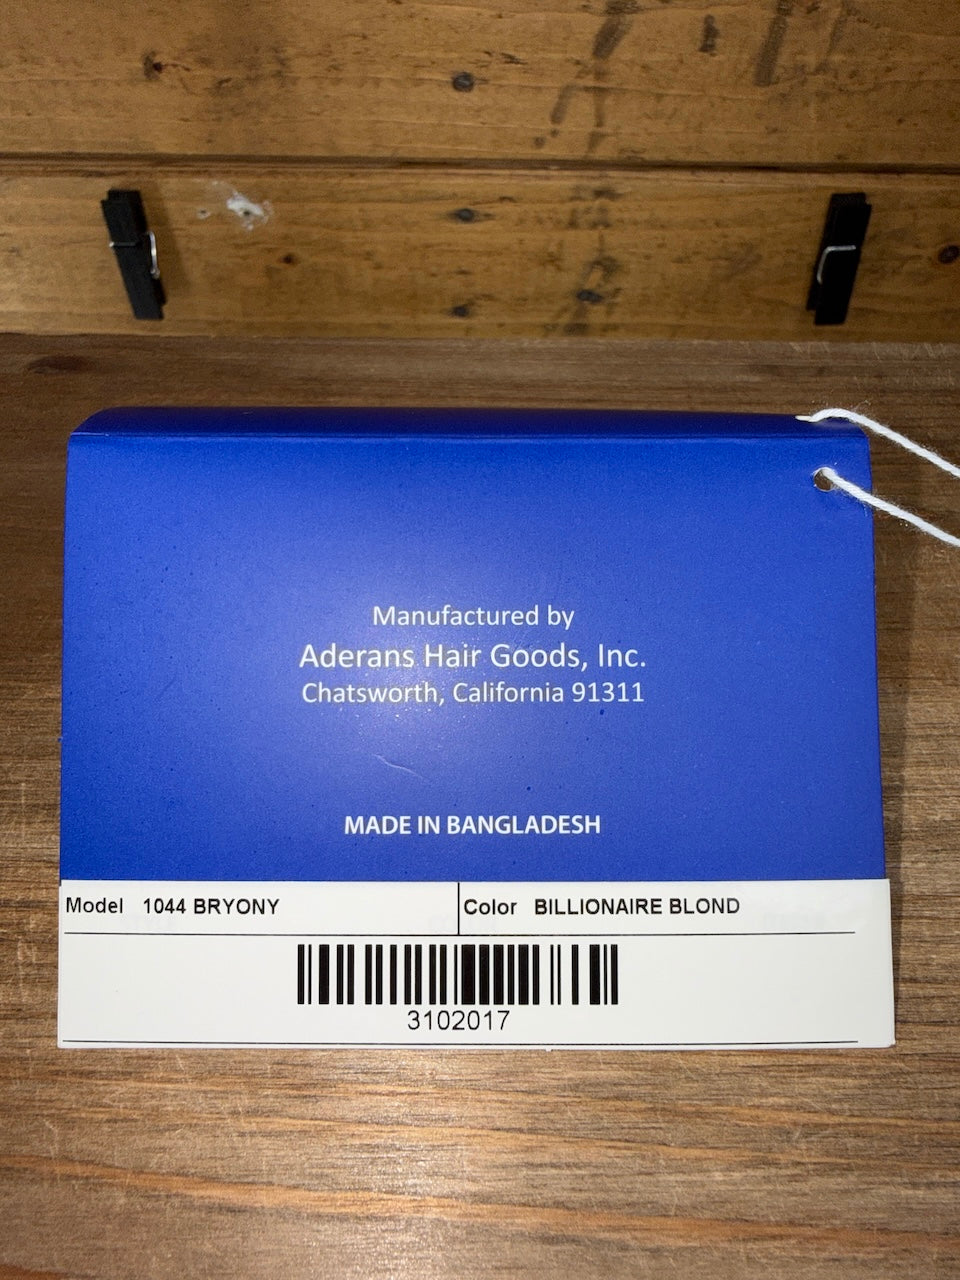 Manufactured by
Aderans Hair Goods, Inc.
Chatsworth, California 91311
MADE IN BANGLADESH
Model 1044 BRYONY Color BILLIONAIRE BLOND
3102017